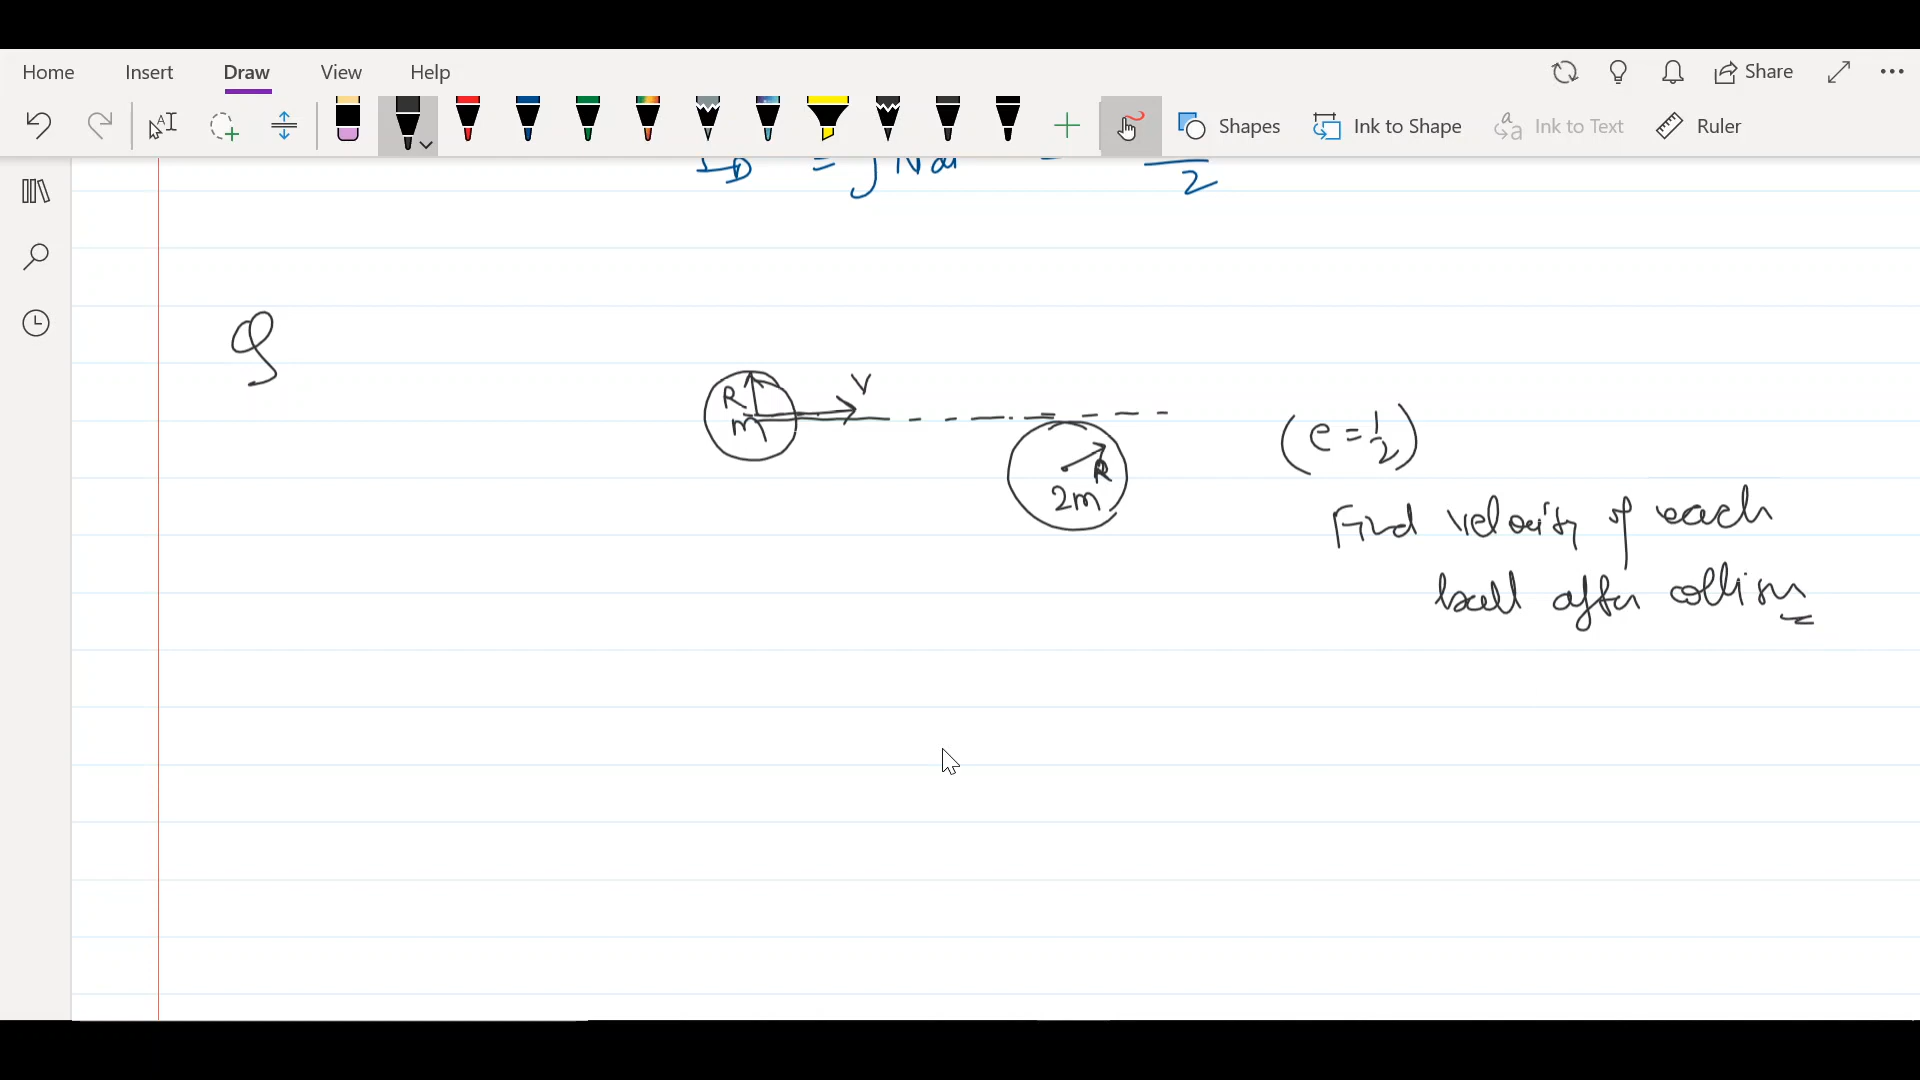 Home Insert Draw View Help Share
Shapes Ink to Shape Ink to Text Ruler
= ∫ N d =
2
Q
R
m
V
R
2m
(e = 1/2)
Find velocity of each
ball after collision